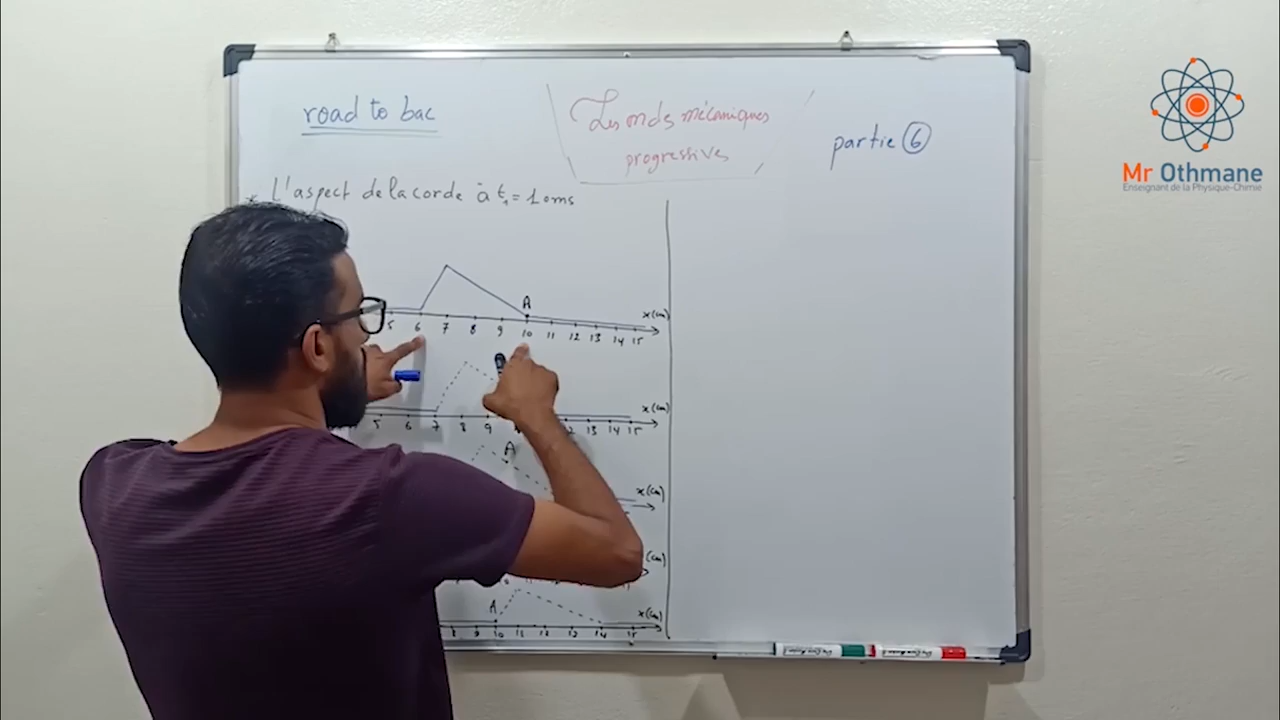 road to bac
Les ondes mécaniques
progressives
partie 6
Mr Othmane
Enseignant de la Physique-Chimie
L'aspect de la corde à t₁ = 10ms
A
x(cm)
5 6 7 8 9 10 11 12 13 14 15
x(cm)
5 6 7 8 9 12 13 14 15
A
x(cm)
(cm)
A
x(cm)
8 9 10 11 12 13 14 15